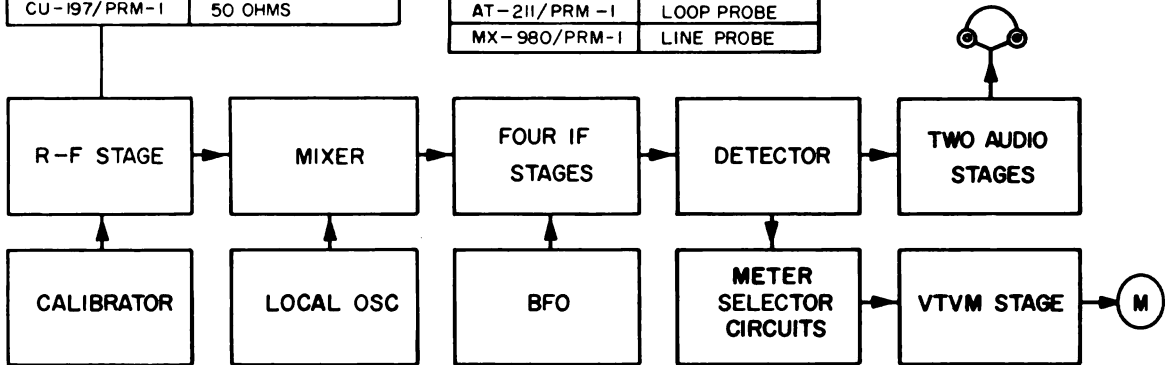 CU-197/PRM-1 50 OHMS
AT-211/PRM-1 LOOP PROBE
MX-980/PRM-1 LINE PROBE
R-F STAGE
MIXER
FOUR IF
STAGES
DETECTOR
TWO AUDIO
STAGES
CALIBRATOR
LOCAL OSC
BFO
METER
SELECTOR
CIRCUITS
VTVM STAGE
M